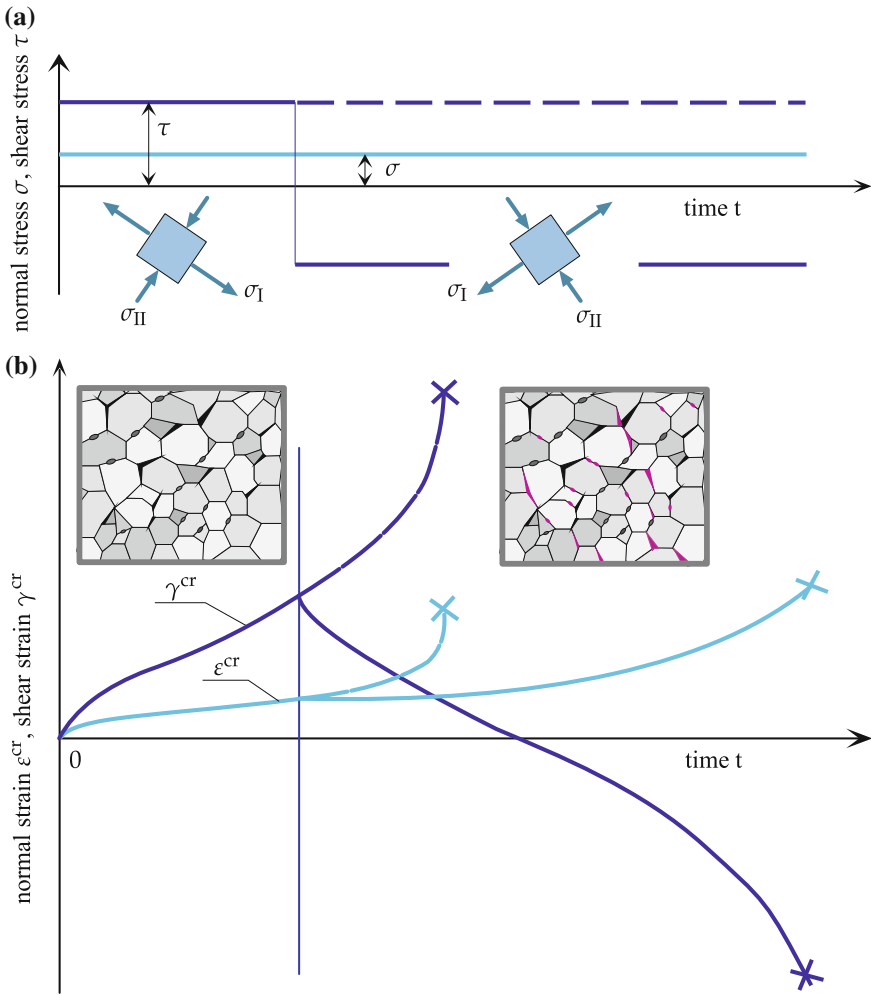 (a)
normal stress σ, shear stress τ
τ
σ
time t
σI
σII
σI
σII
(b)
normal strain εcr, shear strain γcr
γcr
εcr
0
time t